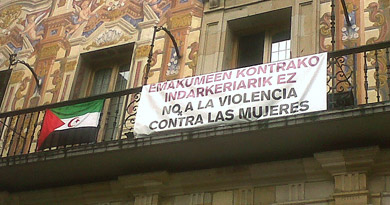 EMAKUMEEN KONTRAKO
INDARKERIARIK EZ
NO A LA VIOLENCIA
CONTRA LAS MUJERES